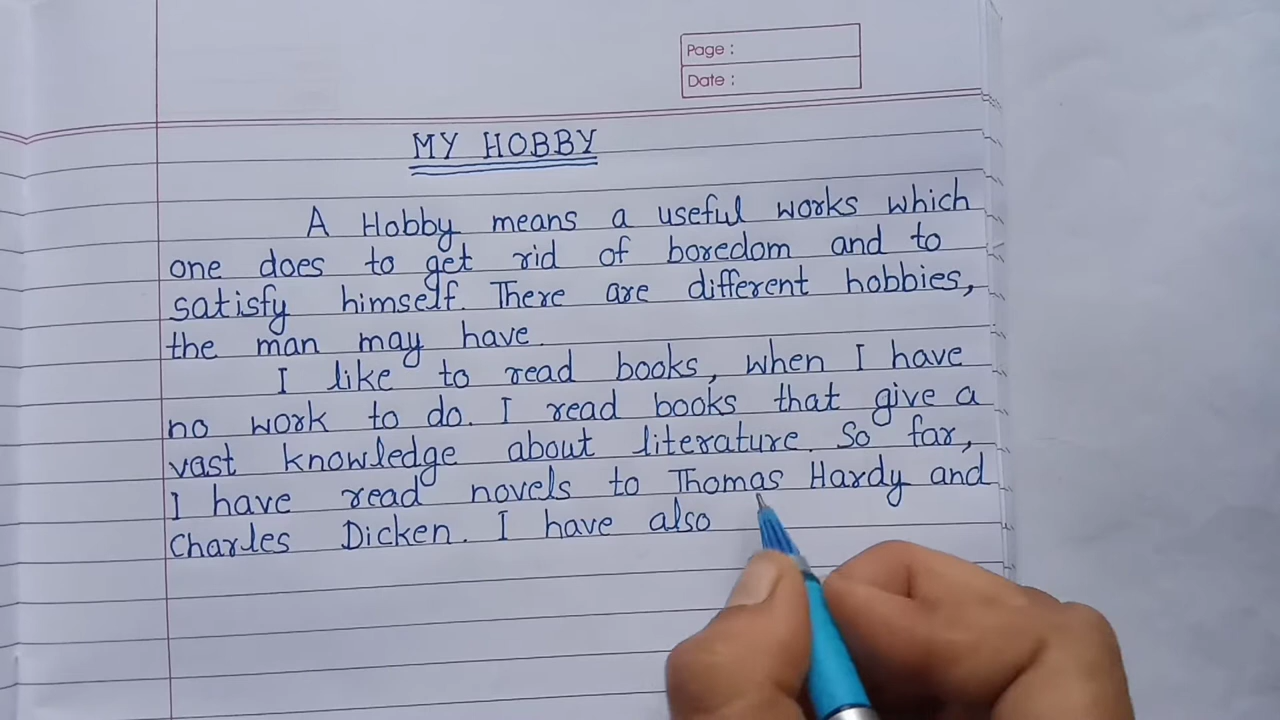 Page :
Date :
MY HOBBY
A Hobby means a useful works which
one does to get rid of boredom and to
satisfy himself. There are different hobbies,
the man may have.
I like to read books, when I have
no work to do. I read books that give a
vast knowledge about literature. So far,
I have read novels to Thomas Hardy and
Charles Dicken. I have also